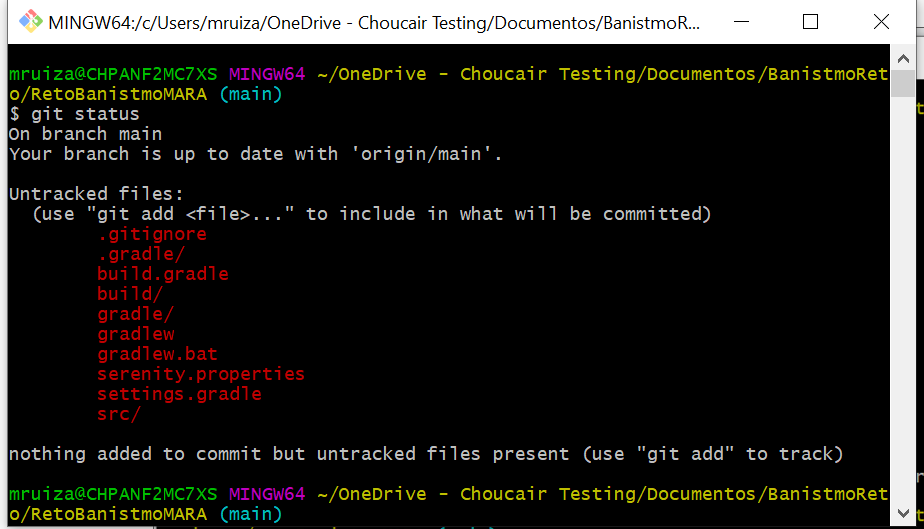 MINGW64:/c/Users/mruiza/OneDrive - Choucair Testing/Documentos/BanistmoR...
mruiza@CHPANF2MC7XS MINGW64 ~/OneDrive - Choucair Testing/Documentos/BanistmoRet
o/RetoBanistmoMARA (main)
$ git status
On branch main
Your branch is up to date with 'origin/main'.
Untracked files:
(use "git add <file>..." to include in what will be committed)
.gitignore
.gradle/
build.gradle
build/
gradle/
gradlew
gradlew.bat
serenity.properties
settings.gradle
src/
nothing added to commit but untracked files present (use "git add" to track)
mruiza@CHPANF2MC7XS MINGW64 ~/OneDrive - Choucair Testing/Documentos/BanistmoRet
o/RetoBanistmoMARA (main)